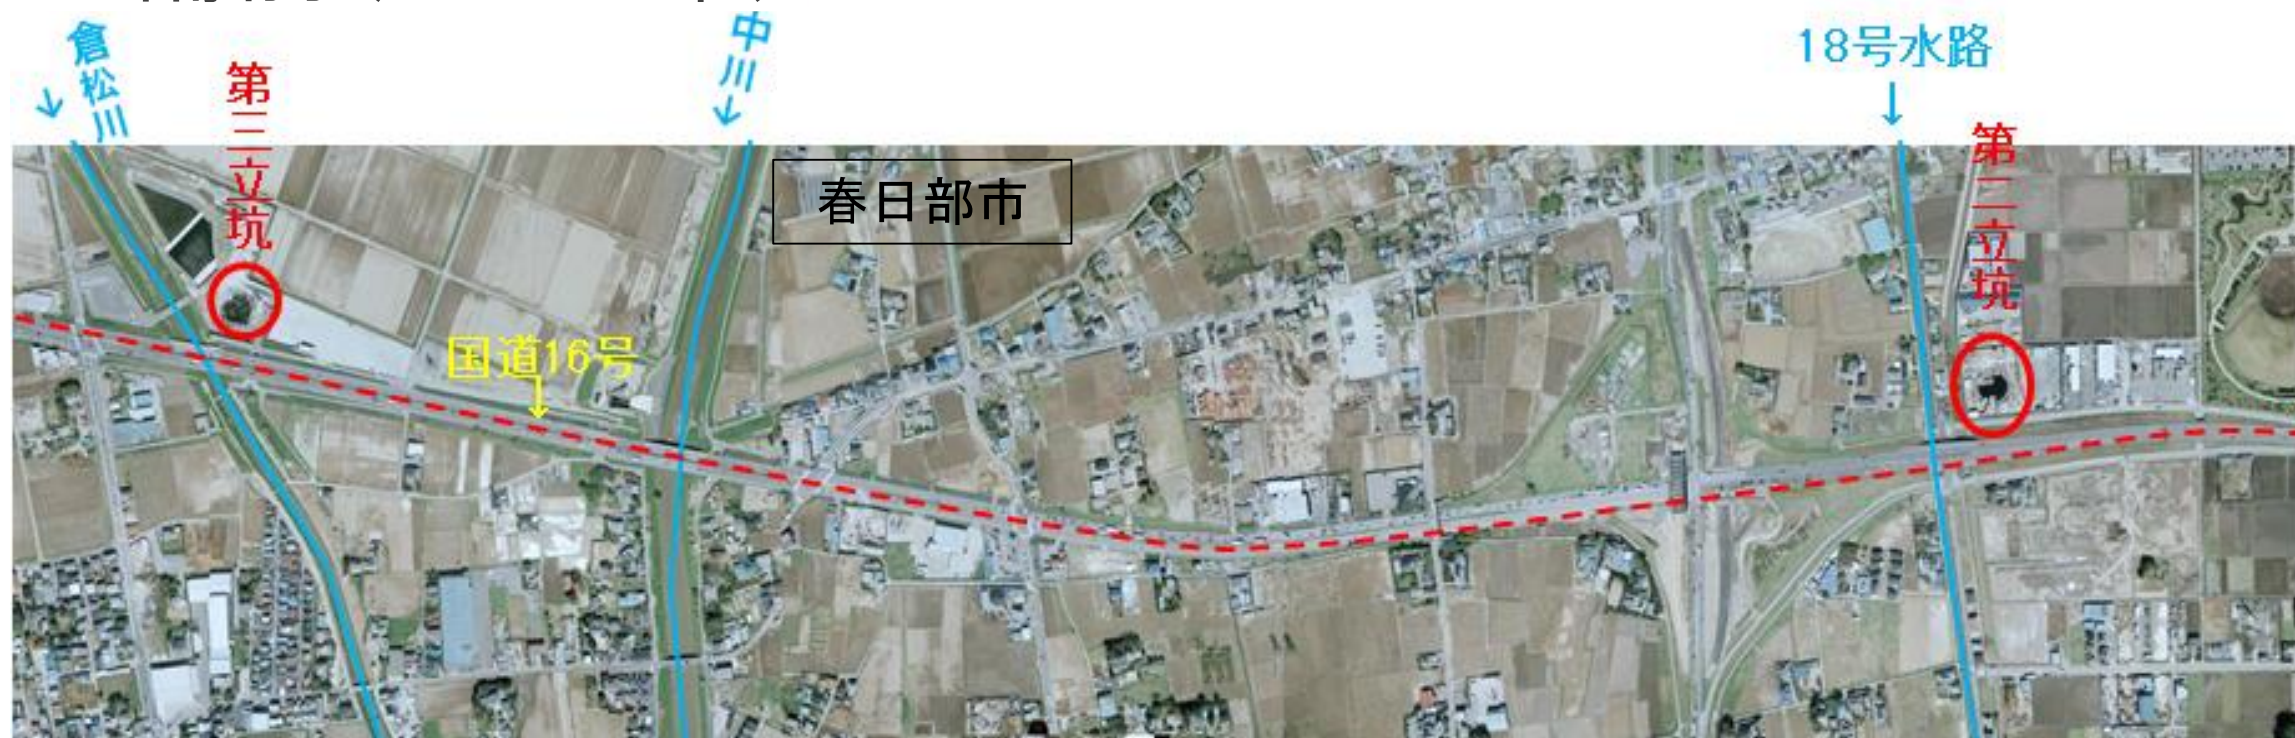 倉松川
第三立坑
中川
春日部市
18号水路
第二立坑
国道16号